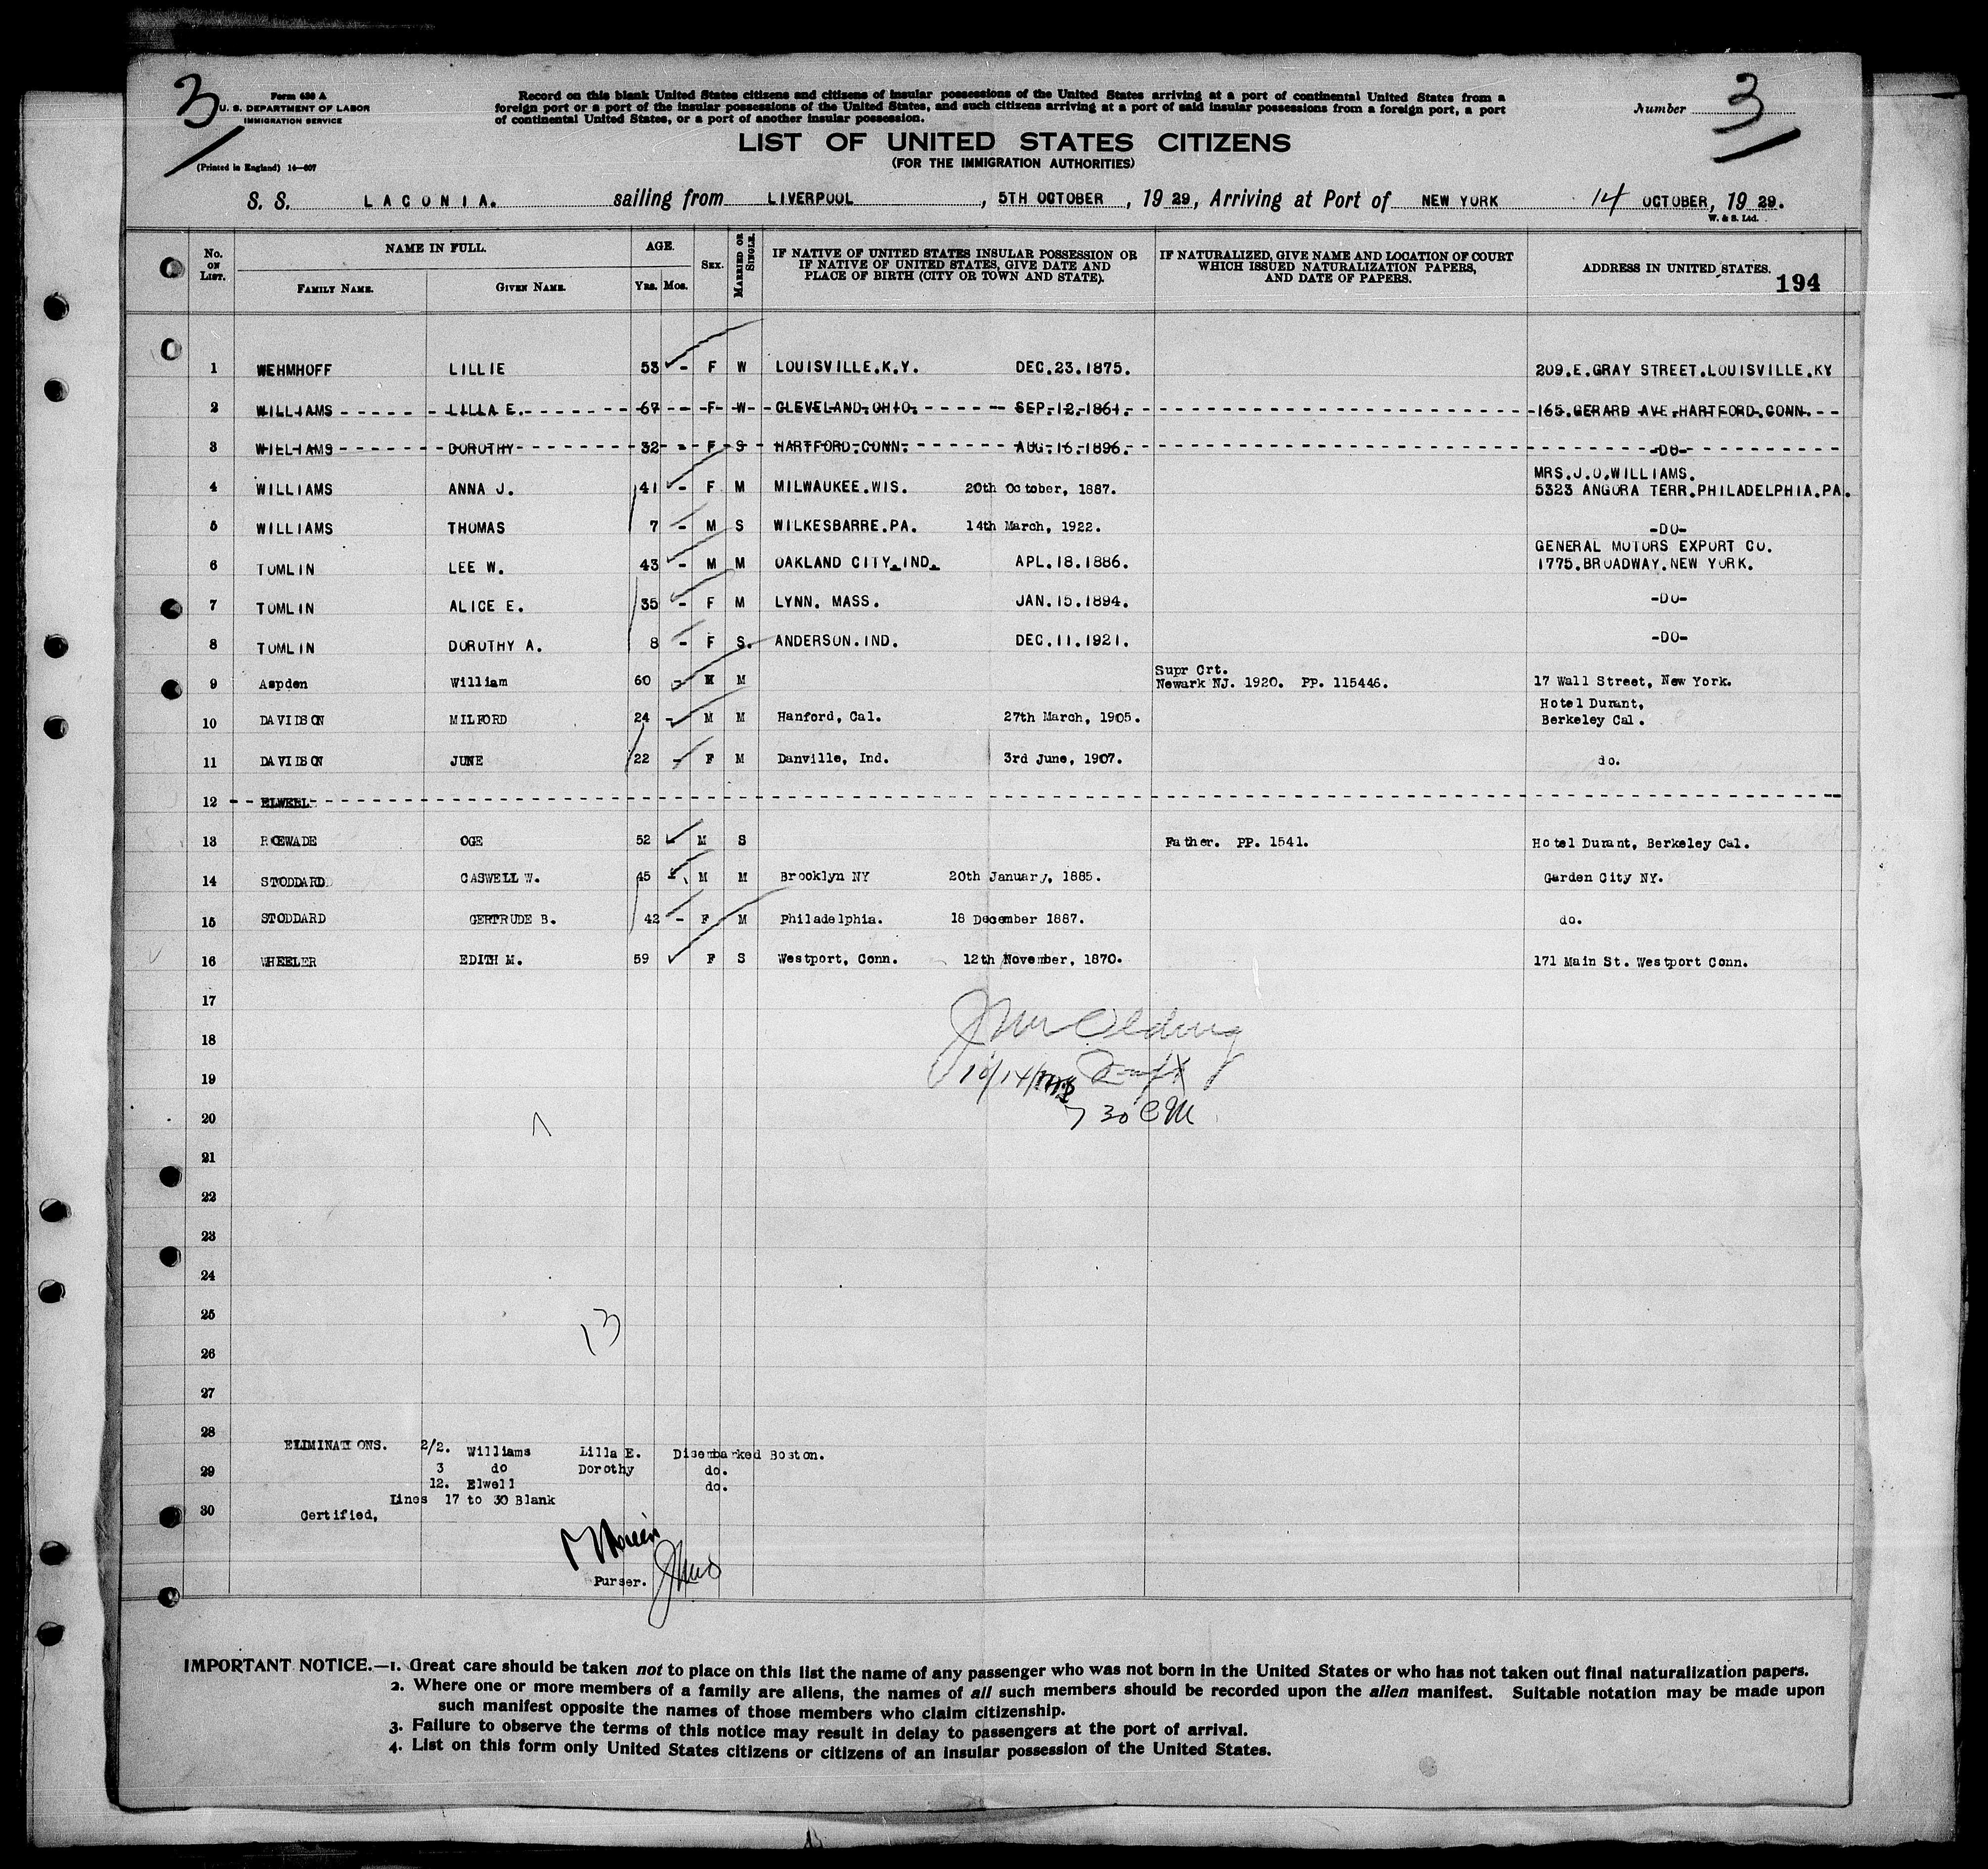 3
Form 630 A
U. S. DEPARTMENT OF LABOR
IMMIGRATION SERVICE
(Printed in England) 14—607
Record on this blank United States citizens and citizens of insular possessions of the United States arriving at a port of continental United States from a
foreign port or a port of the insular possessions of the United States, and such citizens arriving at a port of said insular possessions from a foreign port, a port
of continental United States, or a port of another insular possession.
Number 3
LIST OF UNITED STATES CITIZENS
(FOR THE IMMIGRATION AUTHORITIES)
S. S. LACONIA. sailing from LIVERPOOL, 5TH OCTOBER, 1929, Arriving at Port of NEW YORK 14 OCTOBER, 1929.
W. & S. Ltd.
No. ON LIST. NAME IN FULL. FAMILY NAME. GIVEN NAME. AGE. Yrs. Mos. SEX. MARRIED OR SINGLE. IF NATIVE OF UNITED STATES INSULAR POSSESSION OR IF NATIVE OF UNITED STATES, GIVE DATE AND PLACE OF BIRTH (CITY OR TOWN AND STATE). IF NATURALIZED, GIVE NAME AND LOCATION OF COURT WHICH ISSUED NATURALIZATION PAPERS, AND DATE OF PAPERS. ADDRESS IN UNITED STATES.
194
1 WEHMHOFF LILLIE 53 - F W LOUISVILLE.K.Y. DEC.23.1875. 209.E.GRAY STREET.LOUISVILLE.KY
2 WILLIAMS LILLA E. 67 - F W CLEVELAND.OHIO. SEP.12.1861. 165.GERARD AVE.HARTFORD.CONN.
3 WILLIAMS DOROTHY 32 - F S HARTFORD.CONN. AUG.16.1896. -DO-
4 WILLIAMS ANNA J. 41 - F M MILWAUKEE.WIS. 20th October, 1887. MRS.J.O.WILLIAMS.
5323 ANGORA TERR.PHILADELPHIA.PA.
5 WILLIAMS THOMAS 7 - M S WILKESBARRE.PA. 14th March, 1922. -DO-
6 TOMLIN LEE W. 43 - M M OAKLAND CITY.IND. APL.18.1886. GENERAL MOTORS EXPORT CO.
1775.BROADWAY.NEW YORK.
7 TOMLIN ALICE E. 35 - F M LYNN. MASS. JAN.15.1894. -DO-
8 TOMLIN DOROTHY A. 8 - F S. ANDERSON.IND. DEC.11.1921. -DO-
9 Aspden William 60 - M M Supr Crt.
Newark NJ. 1920. PP. 115446. 17 Wall Street, New York.
10 DAVIDSON MILFORD 24 - M M Hanford, Cal. 27th March, 1905. Hotel Durant,
Berkeley Cal.
11 DAVIDSON JUNE 22 - F M Danville, Ind. 3rd June, 1907. do.
12 ELWELL
13 ROEWADE OGE 52 M S Father. PP. 1541. Hotel Durant, Berkeley Cal.
14 STODDARD CASWELL W. 45 - M M Brooklyn NY 20th January, 1885. Garden City NY.
15 STODDARD GERTRUDE B. 42 - F M Philadelphia. 18 December 1887. do.
16 WHEELER EDITH M. 59 F S Westport, Conn. 12th November, 1870. 171 Main St. Westport Conn.
17
18
19
10/14/
20
7 30 PM
21
22
23
24
25
13
26
27
28
ELIMINATIONS. 2/2. Williams Lilla E. Disembarked Boston.
29
3 do Dorothy do.
12. Elwell do.
Lines 17 to 30 Blank
30
Certified,
Purser.
IMPORTANT NOTICE.—1. Great care should be taken not to place on this list the name of any passenger who was not born in the United States or who has not taken out final naturalization papers.
2. Where one or more members of a family are aliens, the names of all such members should be recorded upon the alien manifest. Suitable notation may be made upon
such manifest opposite the names of those members who claim citizenship.
3. Failure to observe the terms of this notice may result in delay to passengers at the port of arrival.
4. List on this form only United States citizens or citizens of an insular possession of the United States.